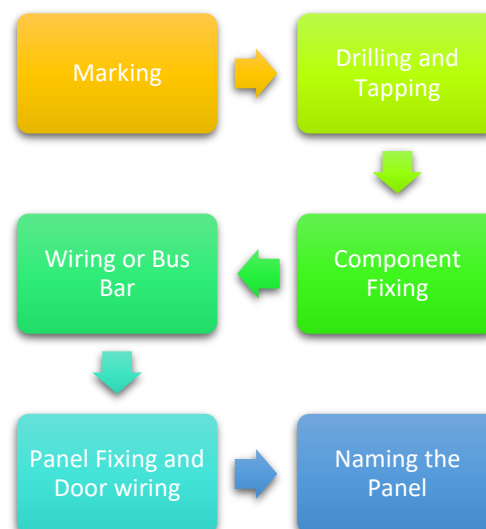 Marking
Drilling and
Tapping
Component
Fixing
Wiring or Bus
Bar
Panel Fixing and
Door wiring
Naming the
Panel